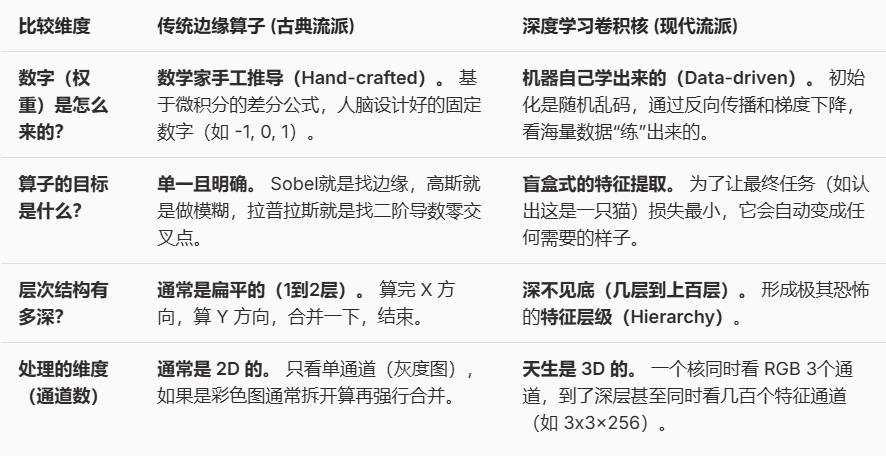 比较维度 传统边缘算子 (古典流派) 深度学习卷积核 (现代流派)
数字（权
重）是怎么
来的？
数学家手工推导（Hand-crafted）。 基
于微积分的差分公式，人脑设计好的固定
数字（如 -1, 0, 1）。
机器自己学出来的（Data-driven）。 初始
化是随机乱码，通过反向传播和梯度下降，
看海量数据“练”出来的。
算子的目标
是什么？
单一且明确。 Sobel就是找边缘，高斯就
是做模糊，拉普拉斯就是找二阶导数零交
叉点。
盲盒式的特征提取。 为了让最终任务（如认
出这是一只猫）损失最小，它会自动变成任
何需要的样子。
层次结构有
多深？
通常是扁平的（1到2层）。 算完 X 方
向，算 Y 方向，合并一下，结束。
深不见底（几层到上百层）。 形成极其恐怖
的特征层级（Hierarchy）。
处理的维度
（通道数）
通常是 2D 的。 只看单通道（灰度图），
如果是彩色图通常拆开算再强行合并。
天生是 3D 的。 一个核同时看 RGB 3个通
道，到了深层甚至同时看几百个特征通道
（如 3x3×256）。